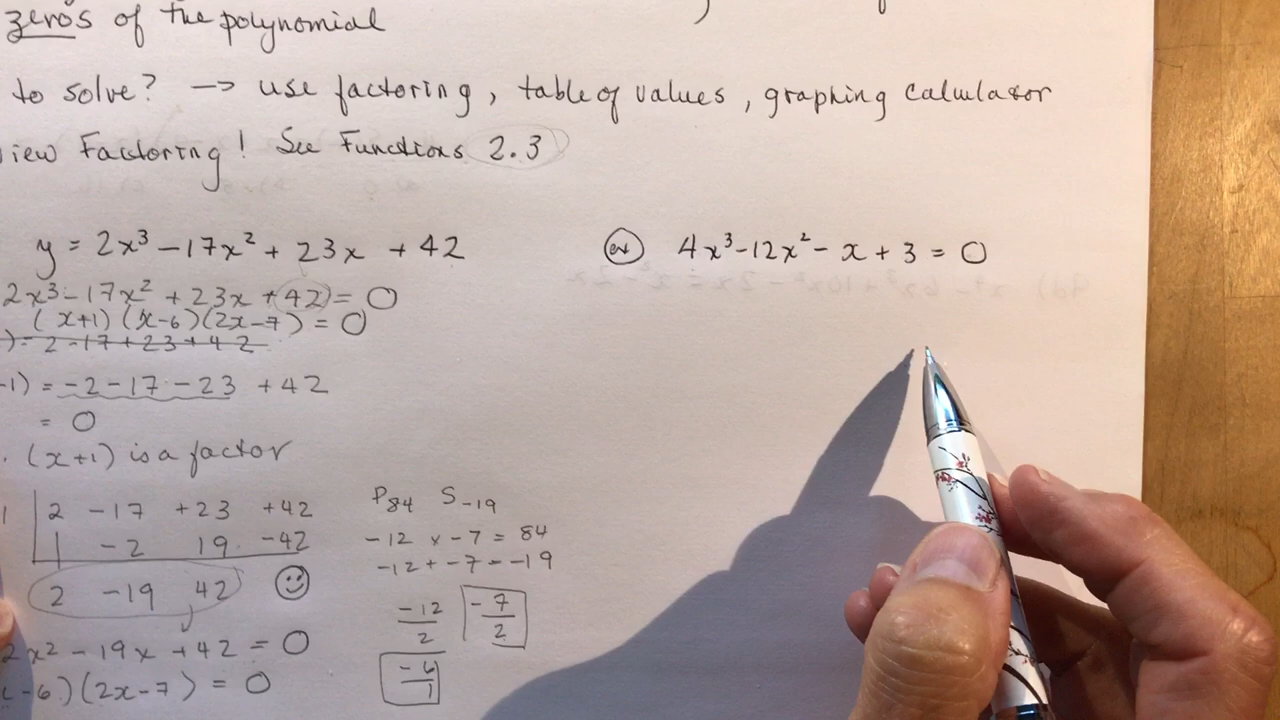 zeros of the polynomial
to solve? → use factoring, table of values, graphing calculator
view Factoring! See Functions 2.3
y = 2x³ - 17x² + 23x + 42
2x³ - 17x² + 23x + 42 = 0
(x+1)(x-6)(2x-7) = 0
) = 2 - 17 + 23 + 42
-1) = -2 - 17 - 23 + 42
= 0
(x+1) is a factor
1 | 2 -17 +23 +42
↓ -2 19 -42
2 -19 42 ☺
2x² - 19x + 42 = 0
(x-6)(2x-7) = 0
P84 S-19
-12 × -7 = 84
-12 + -7 = -19
-12/2 -7/2
-6/1
ex 4x³ - 12x² - x + 3 = 0